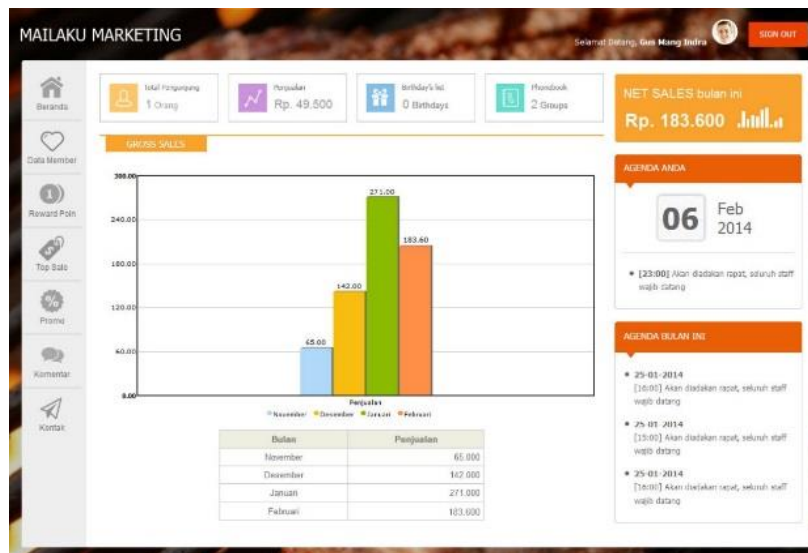 MAILAKU MARKETING
Selamat Datang, Gus Mang Indra
SIGN OUT
Beranda
Data Member
Reward Poin
Top Sale
Promo
Komentar
Kontak
Total Pengunjung
1 Orang
Penjualan
Rp. 49.500
Birthday's list
0 Birthdays
Phonebook
2 Groups
GROSS SALES
300.00
240.00
180.00
120.00
60.00
0.00
65.00
142.00
271.00
183.60
Penjualan
November Desember Januari Februari
Bulan Penjualan
November 65.000
Desember 142.000
Januari 271.000
Februari 183.600
NET SALES bulan ini
Rp. 183.600
AGENDA ANDA
06 Feb
2014
[23:00] Akan diadakan rapat, seluruh staff
wajib datang
AGENDA BULAN INI
25-01-2014
[16:00] Akan diadakan rapat, seluruh staff
wajib datang
25-01-2014
[15:00] Akan diadakan rapat, seluruh staff
wajib datang
25-01-2014
[16:00] Akan diadakan rapat, seluruh staff
wajib datang